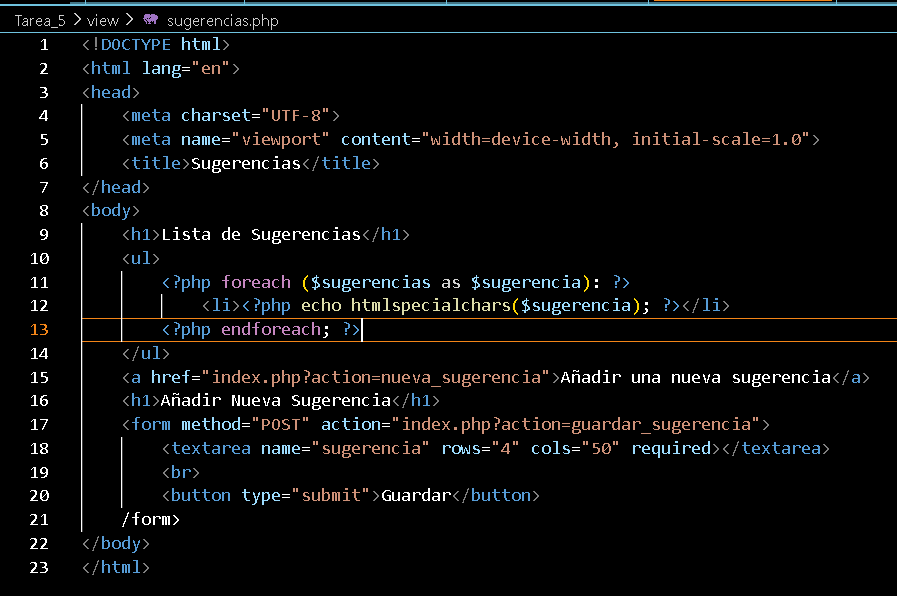 Tarea_5 > view > sugerencias.php
1 <!DOCTYPE html>
2 <html lang="en">
3 <head>
4     <meta charset="UTF-8">
5     <meta name="viewport" content="width=device-width, initial-scale=1.0">
6     <title>Sugerencias</title>
7 </head>
8 <body>
9     <h1>Lista de Sugerencias</h1>
10     <ul>
11         <?php foreach ($sugerencias as $sugerencia): ?>
12             <li><?php echo htmlspecialchars($sugerencia); ?></li>
13         <?php endforeach; ?>
14     </ul>
15     <a href="index.php?action=nueva_sugerencia">Añadir una nueva sugerencia</a>
16     <h1>Añadir Nueva Sugerencia</h1>
17     <form method="POST" action="index.php?action=guardar_sugerencia">
18         <textarea name="sugerencia" rows="4" cols="50" required></textarea>
19         <br>
20         <button type="submit">Guardar</button>
21     /form>
22 </body>
23 </html>